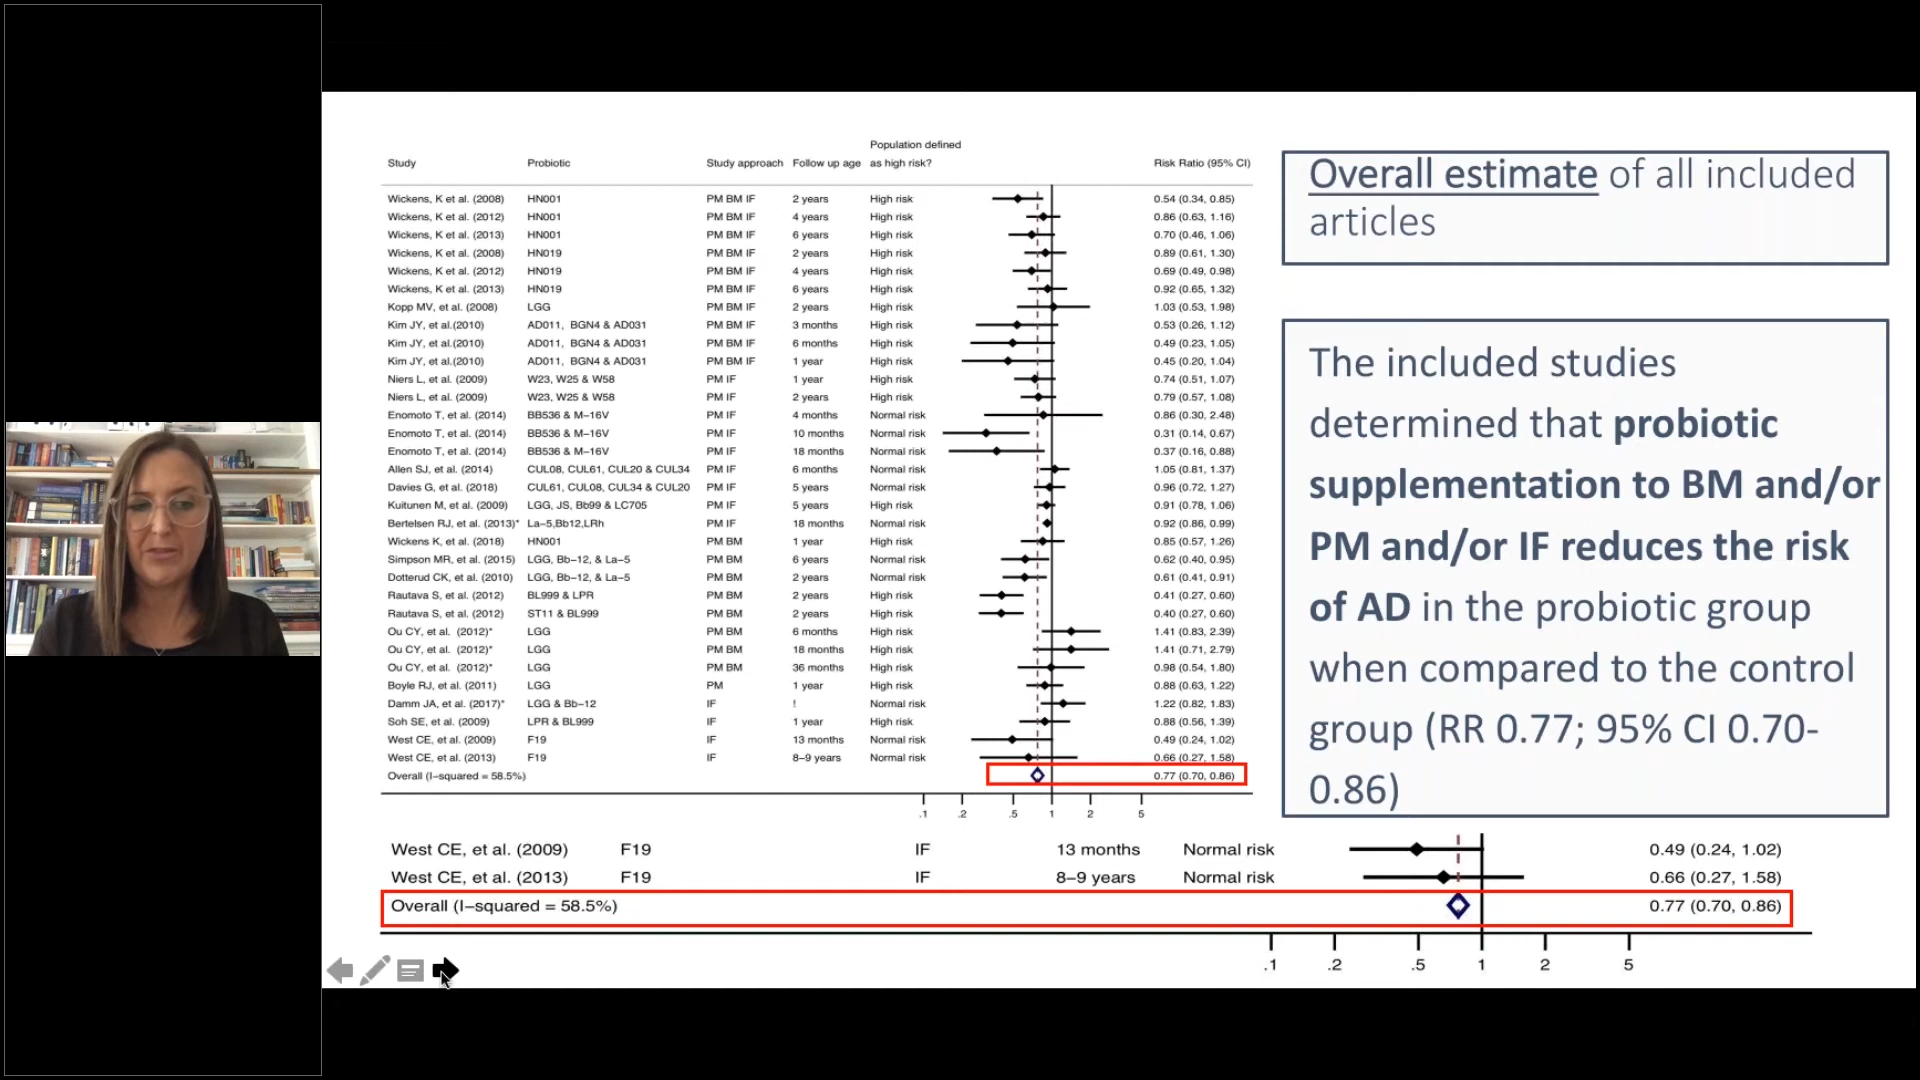 Population defined
Study Probiotic Study approach Follow up age as high risk? Risk Ratio (95% CI)
Wickens, K et al. (2008) HN001 PM BM IF 2 years High risk 0.54 (0.34, 0.85)
Wickens, K et al. (2012) HN001 PM BM IF 4 years High risk 0.86 (0.63, 1.16)
Wickens, K et al. (2013) HN001 PM BM IF 6 years High risk 0.70 (0.46, 1.06)
Wickens, K et al. (2008) HN019 PM BM IF 2 years High risk 0.89 (0.61, 1.30)
Wickens, K et al. (2012) HN019 PM BM IF 4 years High risk 0.69 (0.49, 0.98)
Wickens, K et al. (2013) HN019 PM BM IF 6 years High risk 0.92 (0.65, 1.32)
Kopp MV, et al. (2008) LGG PM BM IF 2 years High risk 1.03 (0.53, 1.98)
Kim JY, et al.(2010) AD011, BGN4 & AD031 PM BM IF 3 months High risk 0.53 (0.26, 1.12)
Kim JY, et al.(2010) AD011, BGN4 & AD031 PM BM IF 6 months High risk 0.49 (0.23, 1.05)
Kim JY, et al.(2010) AD011, BGN4 & AD031 PM BM IF 1 year High risk 0.45 (0.20, 1.04)
Niers L, et al. (2009) W23, W25 & W58 PM IF 1 year High risk 0.74 (0.51, 1.07)
Niers L, et al. (2009) W23, W25 & W58 PM IF 2 years High risk 0.79 (0.57, 1.08)
Enomoto T, et al. (2014) BB536 & M−16V PM IF 4 months Normal risk 0.86 (0.30, 2.48)
Enomoto T, et al. (2014) BB536 & M−16V PM IF 10 months Normal risk 0.31 (0.14, 0.67)
Enomoto T, et al. (2014) BB536 & M−16V PM IF 18 months Normal risk 0.37 (0.16, 0.88)
Allen SJ, et al. (2014) CUL08, CUL61, CUL20 & CUL34 PM IF 6 months Normal risk 1.05 (0.81, 1.37)
Davies G, et al. (2018) CUL61, CUL08, CUL34 & CUL20 PM IF 5 years Normal risk 0.96 (0.72, 1.27)
Kuitunen M, et al. (2009) LGG, JS, Bb99 & LC705 PM IF 5 years High risk 0.91 (0.78, 1.06)
Bertelsen RJ, et al. (2013)* La−5,Bb12,LRh PM IF 18 months Normal risk 0.92 (0.86, 0.99)
Wickens K, et al. (2018) HN001 PM BM 1 year High risk 0.85 (0.57, 1.26)
Simpson MR, et al. (2015) LGG, Bb−12, & La−5 PM BM 6 years Normal risk 0.62 (0.40, 0.95)
Dotterud CK, et al. (2010) LGG, Bb−12, & La−5 PM BM 2 years Normal risk 0.61 (0.41, 0.91)
Rautava S, et al. (2012) BL999 & LPR PM BM 2 years High risk 0.41 (0.27, 0.60)
Rautava S, et al. (2012) ST11 & BL999 PM BM 2 years High risk 0.40 (0.27, 0.60)
Ou CY, et al. (2012)* LGG PM BM 6 months High risk 1.41 (0.83, 2.39)
Ou CY, et al. (2012)* LGG PM BM 18 months High risk 1.41 (0.71, 2.79)
Ou CY, et al. (2012)* LGG PM BM 36 months High risk 0.98 (0.54, 1.80)
Boyle RJ, et al. (2011) LGG PM 1 year High risk 0.88 (0.63, 1.22)
Damm JA, et al. (2017)* LGG & Bb−12 IF ! Normal risk 1.22 (0.82, 1.83)
Soh SE, et al. (2009) LPR & BL999 IF 1 year High risk 0.88 (0.56, 1.39)
West CE, et al. (2009) F19 IF 13 months Normal risk 0.49 (0.24, 1.02)
West CE, et al. (2013) F19 IF 8−9 years Normal risk 0.66 (0.27, 1.58)
Overall (I−squared = 58.5%) 0.77 (0.70, 0.86)
.1 .2 .5 1 2 5
Overall estimate of all included
articles
The included studies
determined that probiotic
supplementation to BM and/or
PM and/or IF reduces the risk
of AD in the probiotic group
when compared to the control
group (RR 0.77; 95% CI 0.70-
0.86)
West CE, et al. (2009) F19 IF 13 months Normal risk 0.49 (0.24, 1.02)
West CE, et al. (2013) F19 IF 8−9 years Normal risk 0.66 (0.27, 1.58)
Overall (I−squared = 58.5%) 0.77 (0.70, 0.86)
.1 .2 .5 1 2 5